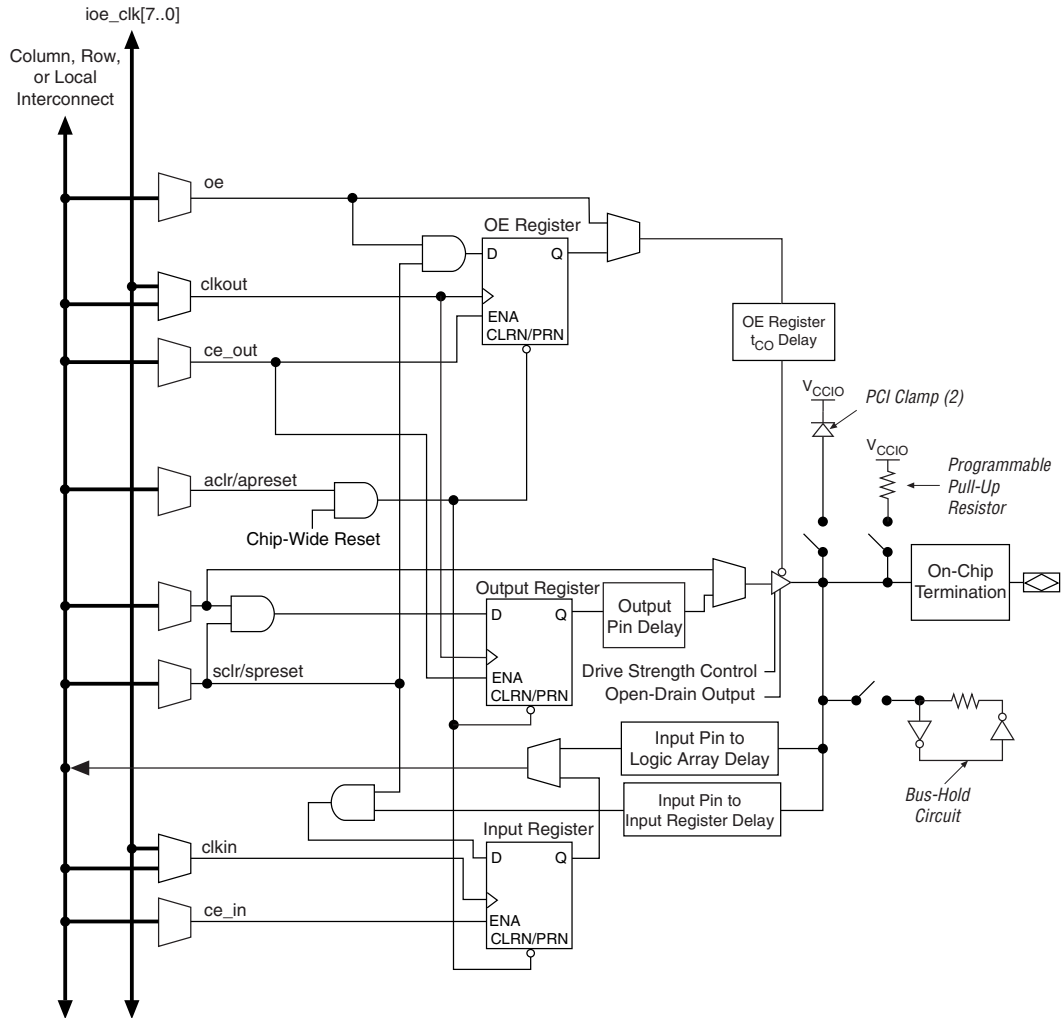 ioe_clk[7..0]
Column, Row,
or Local
Interconnect
oe
OE Register
D Q
clkout
ENA
CLRN/PRN
OE Register
tCO Delay
ce_out
VCCIO
PCI Clamp (2)
VCCIO
Programmable
Pull-Up
Resistor
aclr/apreset
Chip-Wide Reset
On-Chip
Termination
Output Register
D Q
Output
Pin Delay
ENA
CLRN/PRN
sclr/spreset
Drive Strength Control
Open-Drain Output
Input Pin to
Logic Array Delay
Bus-Hold
Circuit
Input Pin to
Input Register Delay
Input Register
D Q
clkin
ENA
CLRN/PRN
ce_in